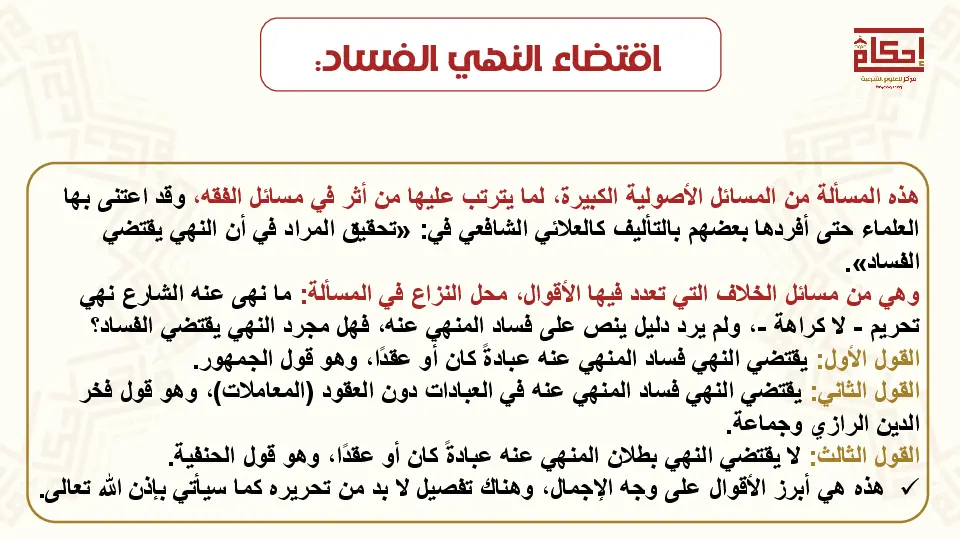 اقتضاء النهي الفساد:
إحكام
مركز للعلوم الشرعية
هذه المسألة من المسائل الأصولية الكبيرة، لما يترتب عليها من أثر في مسائل الفقه، وقد اعتنى بها
العلماء حتى أفردها بعضهم بالتأليف كالعلائي الشافعي في: «تحقيق المراد في أن النهي يقتضي
الفساد».
وهي من مسائل الخلاف التي تعدد فيها الأقوال، محل النزاع في المسألة: ما نهى عنه الشارع نهي
تحريم - لا كراهة -، ولم يرد دليل ينص على فساد المنهي عنه، فهل مجرد النهي يقتضي الفساد؟
القول الأول: يقتضي النهي فساد المنهي عنه عبادةً كان أو عقدًا، وهو قول الجمهور.
القول الثاني: يقتضي النهي فساد المنهي عنه في العبادات دون العقود (المعاملات)، وهو قول فخر
الدين الرازي وجماعة.
القول الثالث: لا يقتضي النهي بطلان المنهي عنه عبادةً كان أو عقدًا، وهو قول الحنفية.
✓ هذه هي أبرز الأقوال على وجه الإجمال، وهناك تفصيل لا بد من تحريره كما سيأتي بإذن الله تعالى.